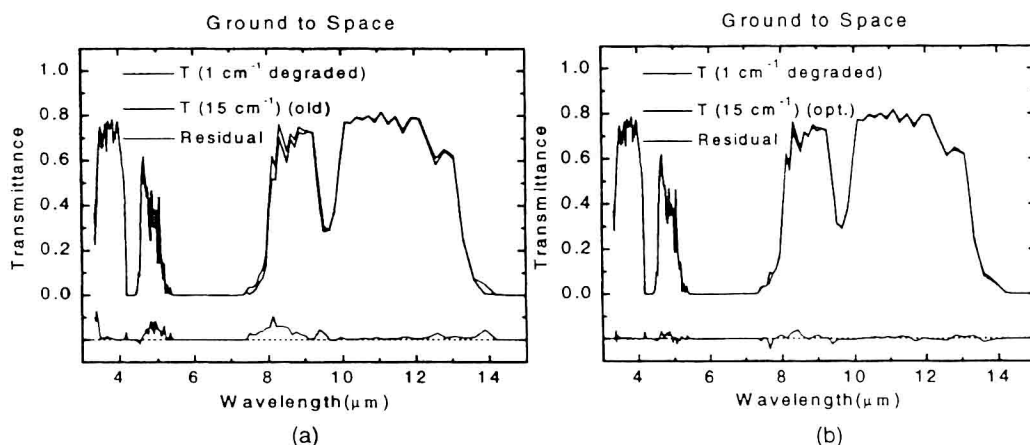 Ground to Space
Transmittance
1.0
0.8
0.6
0.4
0.2
0.0
T (1 cm⁻¹ degraded)
T (15 cm⁻¹) (old)
Residual
4 6 8 10 12 14
Wavelength(μm)
(a)
Ground to Space
Transmittance
1.0
0.8
0.6
0.4
0.2
0.0
T (1 cm⁻¹ degraded)
T (15 cm⁻¹) (opt.)
Residual
4 6 8 10 12 14
Wavelength(μm)
(b)